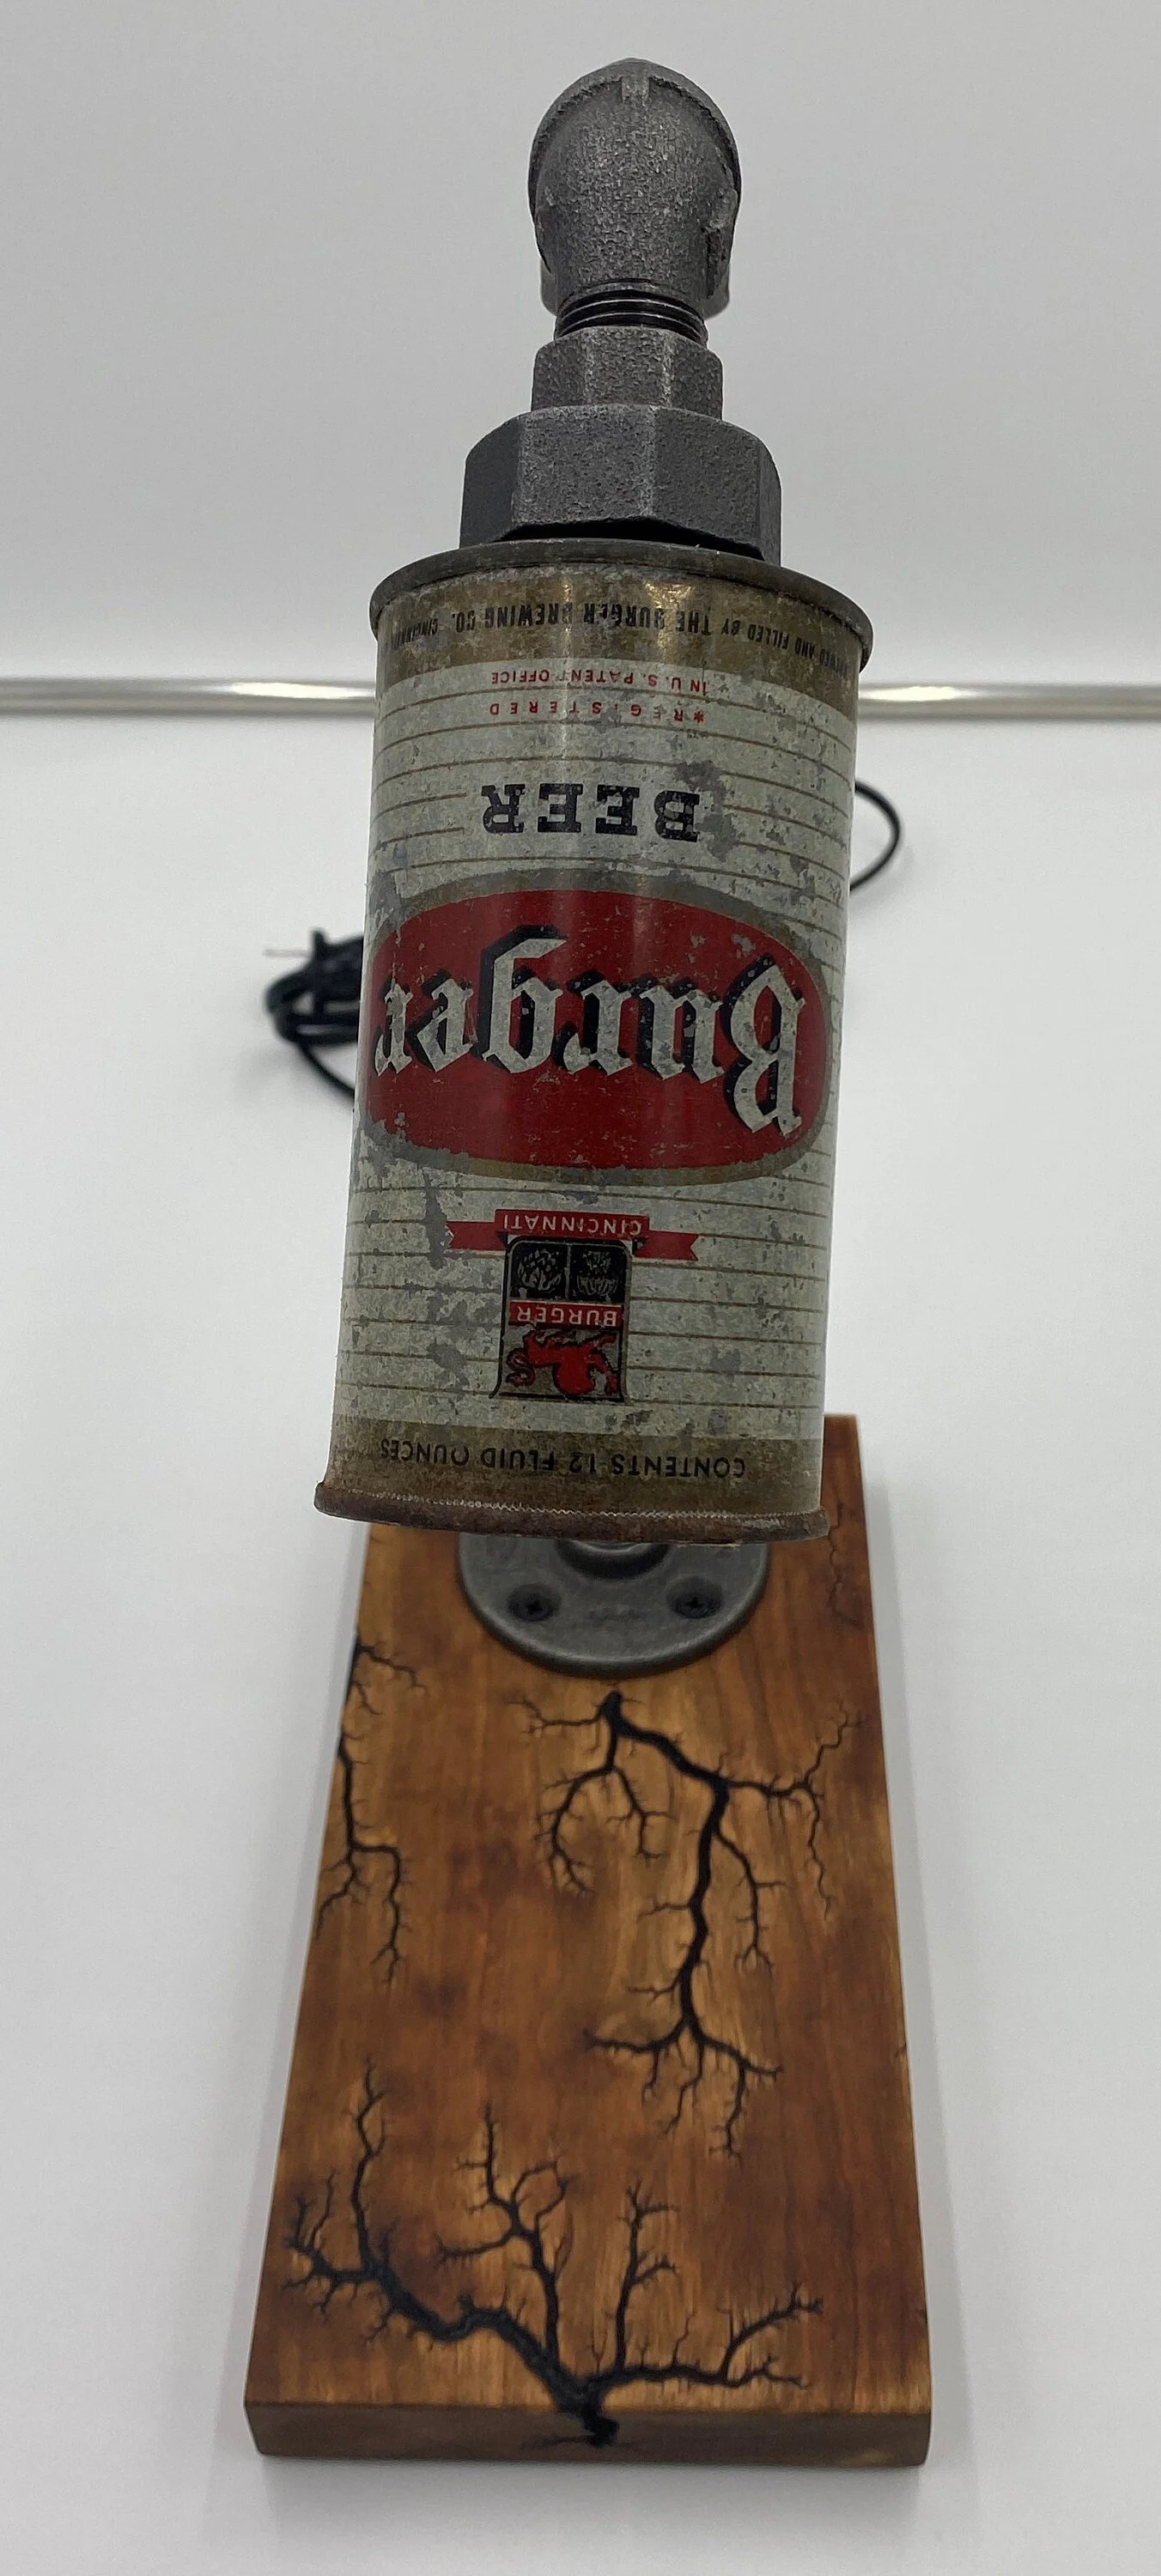 CONTENTS 12 FLUID OUNCES
BURGER
CINCINNATI
Burger
BEER
*REGISTERED
IN U.S. PATENT OFFICE
AND FILLED BY THE BURGER BREWING CO.